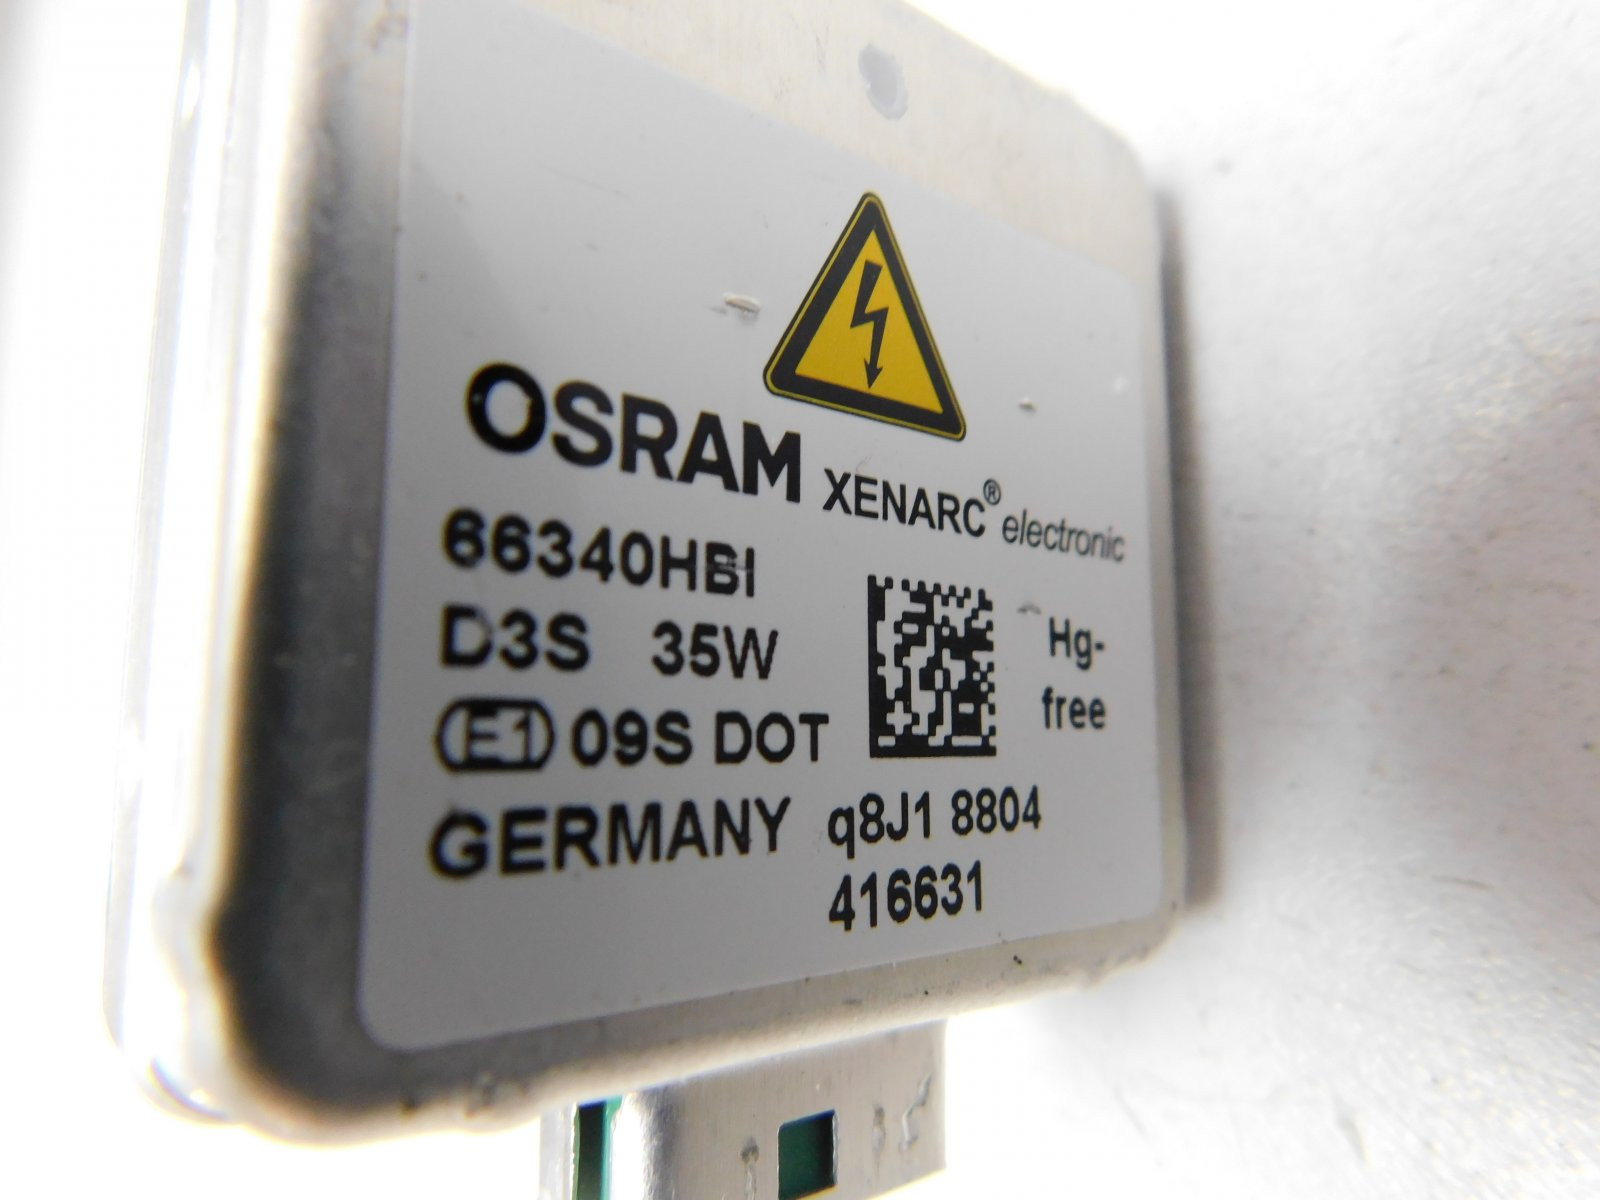 OSRAM XENARC® electronic
66340HBI
D3S 35W
Hg-
free
E1 09S DOT
GERMANY q8J1 8804
416631